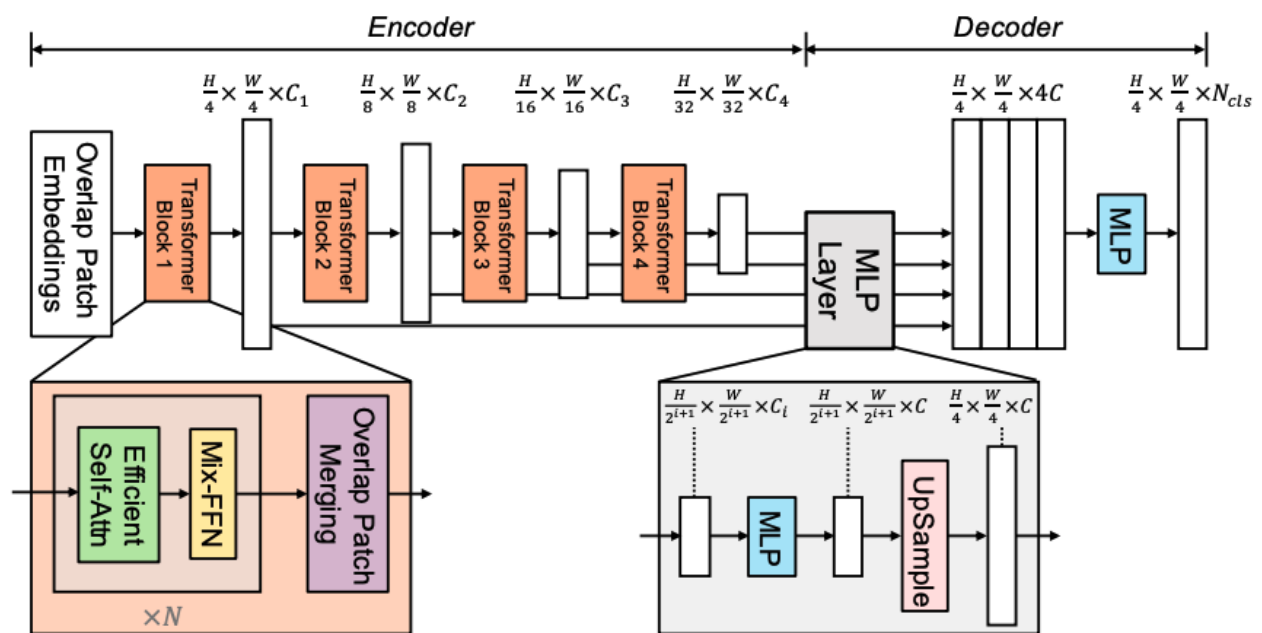 Encoder
Decoder
H/4 × W/4 × C₁
H/8 × W/8 × C₂
H/16 × W/16 × C₃
H/32 × W/32 × C₄
H/4 × W/4 × 4C
H/4 × W/4 × N_cls
Overlap Patch
Embeddings
Transformer
Block 1
Transformer
Block 2
Transformer
Block 3
Transformer
Block 4
MLP
Layer
MLP
Efficient
Self-Attn
Mix-FFN
Overlap Patch
Merging
×N
H/2^{i+1} × W/2^{i+1} × C_i
H/2^{i+1} × W/2^{i+1} × C
H/4 × W/4 × C
MLP
UpSample